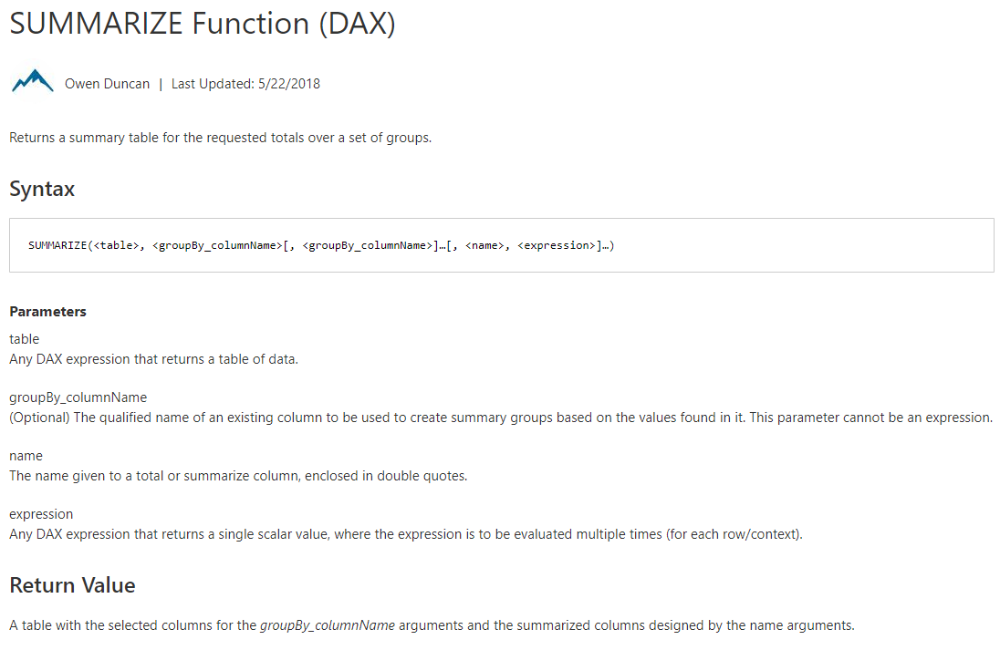 SUMMARIZE Function (DAX)
Owen Duncan | Last Updated: 5/22/2018
Returns a summary table for the requested totals over a set of groups.
Syntax
SUMMARIZE(<table>, <groupBy_columnName>[, <groupBy_columnName>]…[, <name>, <expression>]…)
Parameters
table
Any DAX expression that returns a table of data.
groupBy_columnName
(Optional) The qualified name of an existing column to be used to create summary groups based on the values found in it. This parameter cannot be an expression.
name
The name given to a total or summarize column, enclosed in double quotes.
expression
Any DAX expression that returns a single scalar value, where the expression is to be evaluated multiple times (for each row/context).
Return Value
A table with the selected columns for the groupBy_columnName arguments and the summarized columns designed by the name arguments.